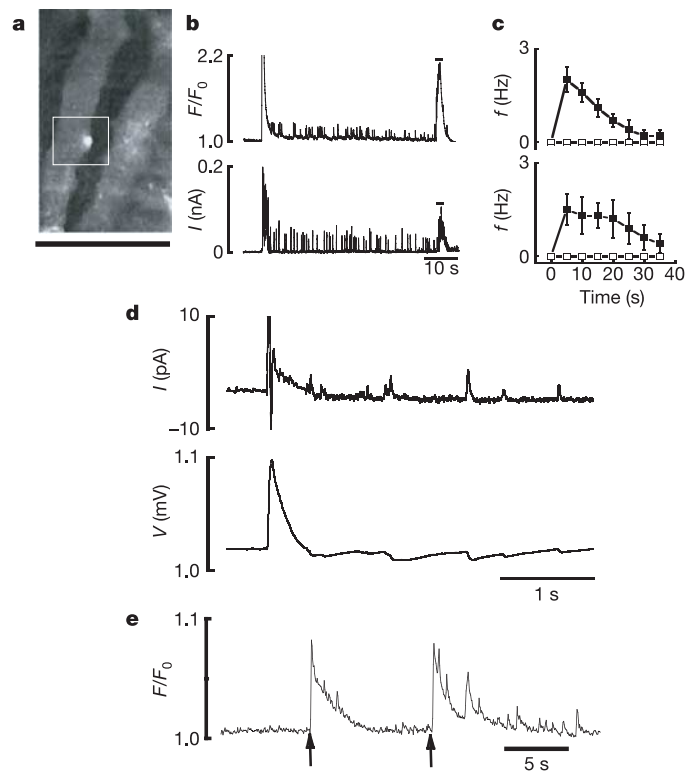 a
b
2.2
F/F0
1.0
0.2
I (nA)
0
10 s
c
3
f (Hz)
0
3
f (Hz)
0
0 10 20 30 40
Time (s)
d
10
I (pA)
–10
1.1
V (mV)
1.0
1 s
e
1.1
F/F0
1.0
5 s